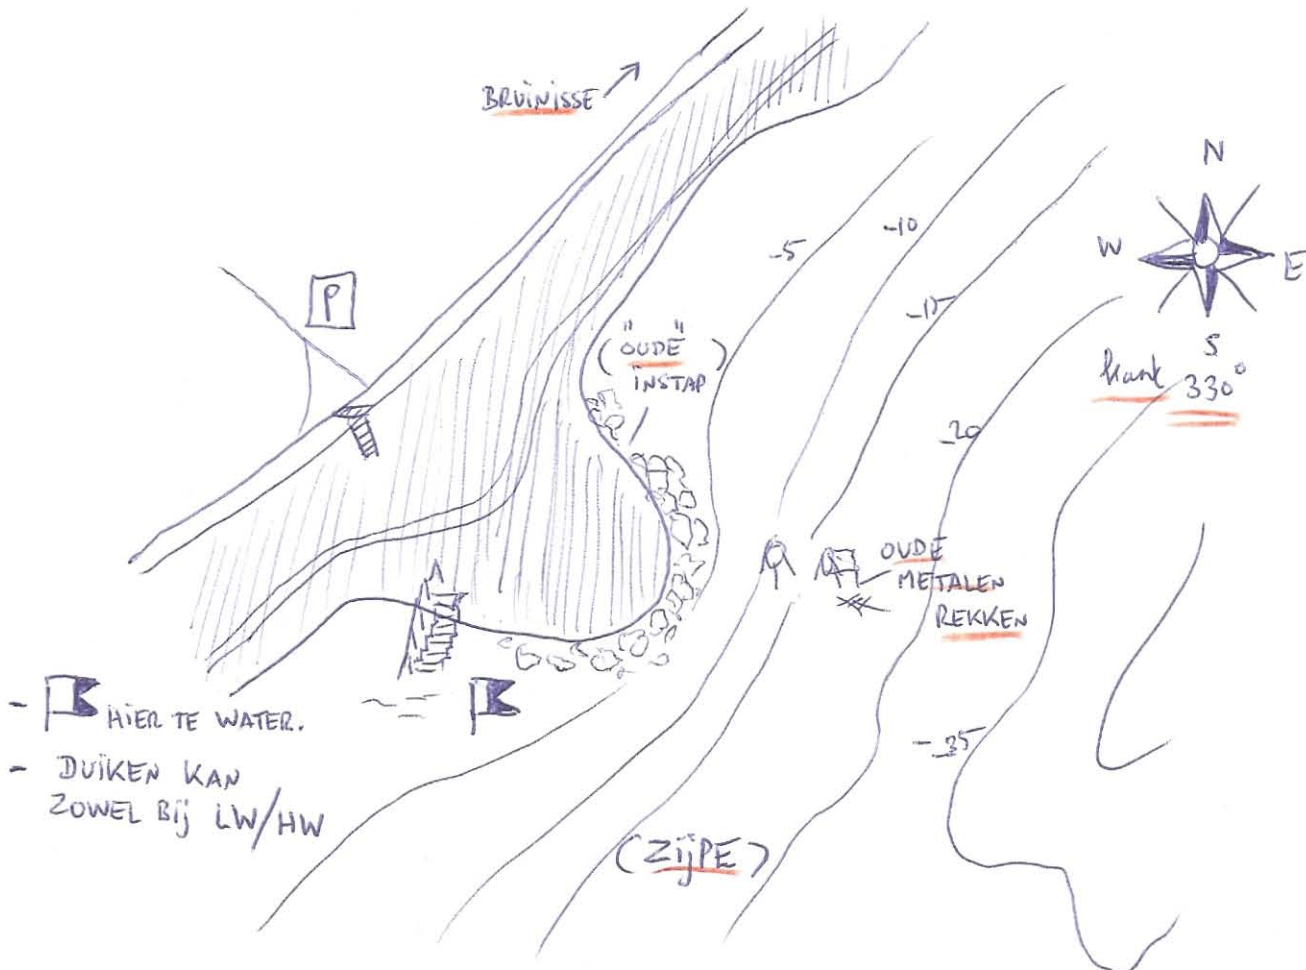 BRUINISSE
P
N
W
E
S
kant 330°
-5
-10
-15
-20
-35
("OUDE")
INSTAP
OUDE
METALEN
REKKEN
- HIER TE WATER.
- DUIKEN KAN
ZOWEL BIJ LW/HW
(ZIJPE)